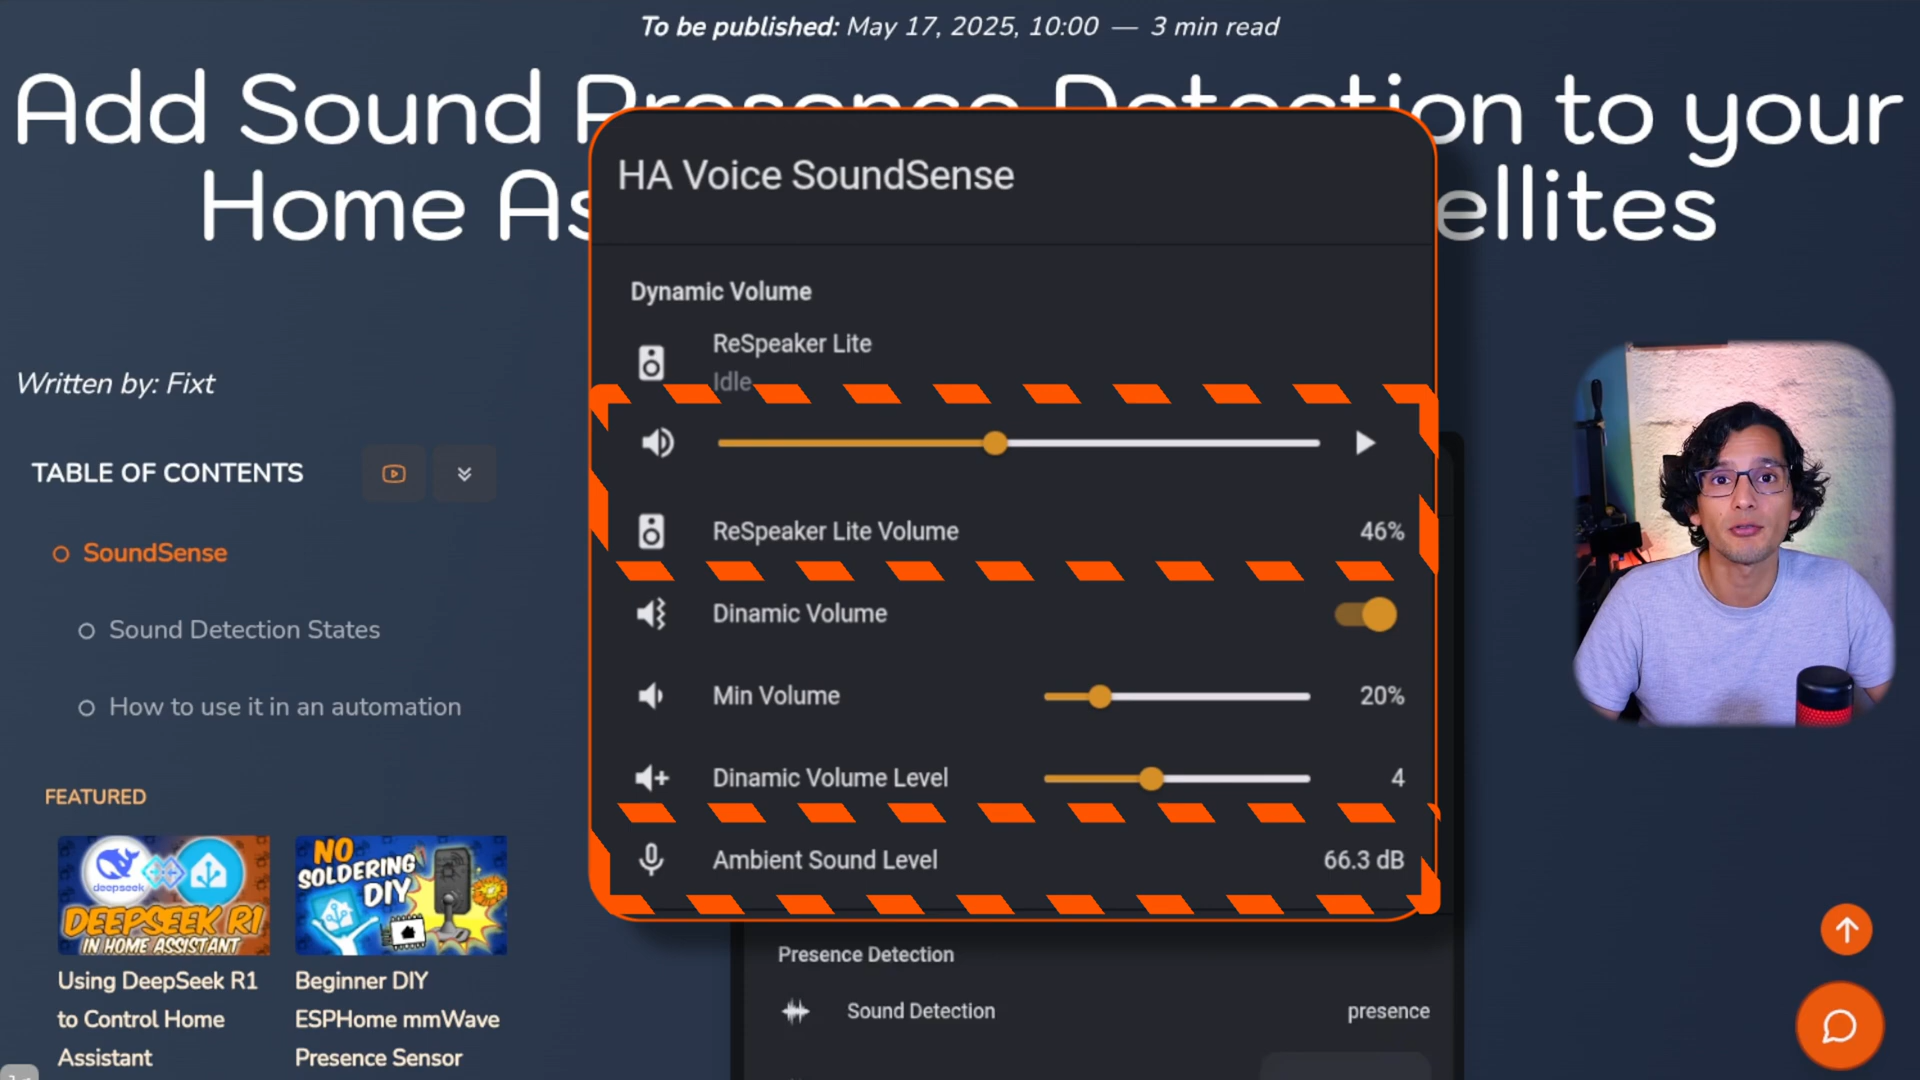 To be published: May 17, 2025, 10:00 — 3 min read
Add Sound Presence Detection to your
Home As ellites
HA Voice SoundSense
Dynamic Volume
ReSpeaker Lite
Idle
ReSpeaker Lite Volume 46%
Dinamic Volume
Min Volume 20%
Dinamic Volume Level 4
Ambient Sound Level 66.3 dB
Presence Detection
Sound Detection presence
Written by: Fixt
TABLE OF CONTENTS
SoundSense
Sound Detection States
How to use it in an automation
FEATURED
deepseek
DEEPSEEK R1
IN HOME ASSISTANT
Using DeepSeek R1
to Control Home
Assistant
NO
SOLDERING
DIY
Beginner DIY
ESPHome mmWave
Presence Sensor